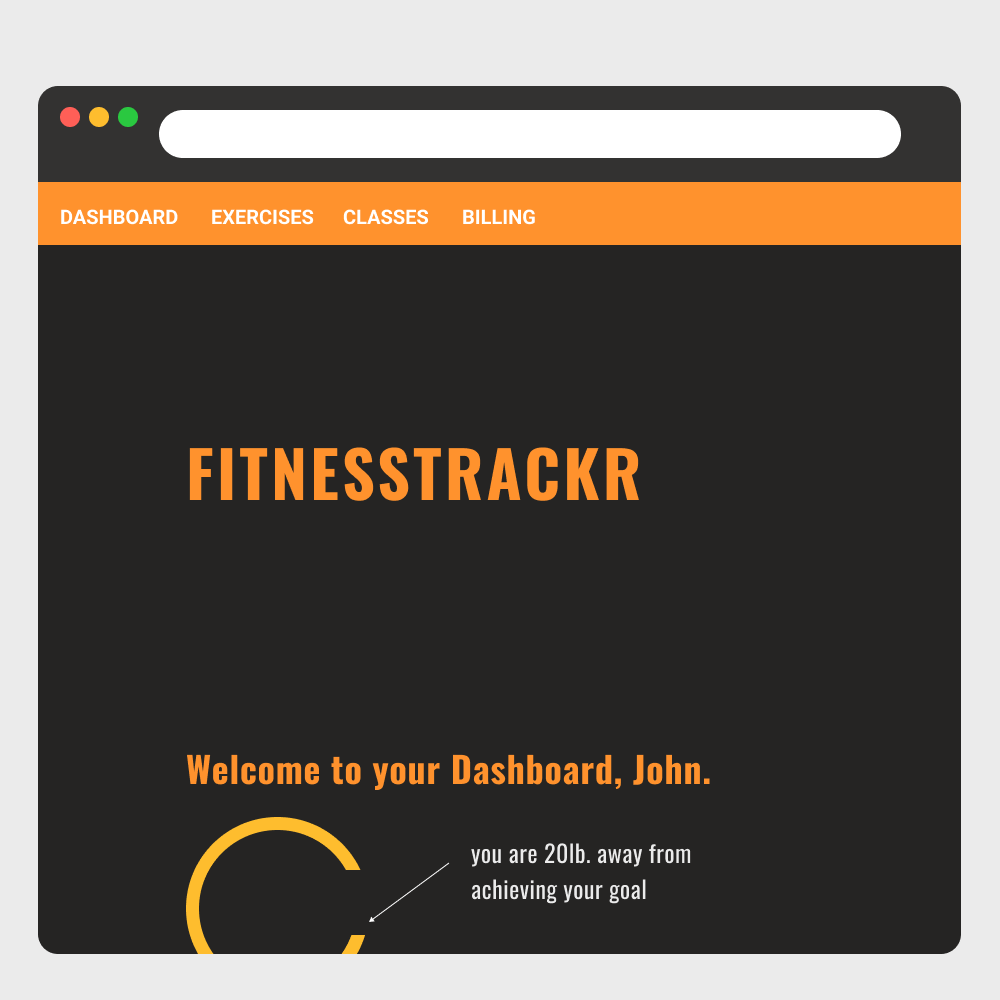 DASHBOARD EXERCISES CLASSES BILLING
FITNESSTRACKR
Welcome to your Dashboard, John.
you are 20lb. away from
achieving your goal